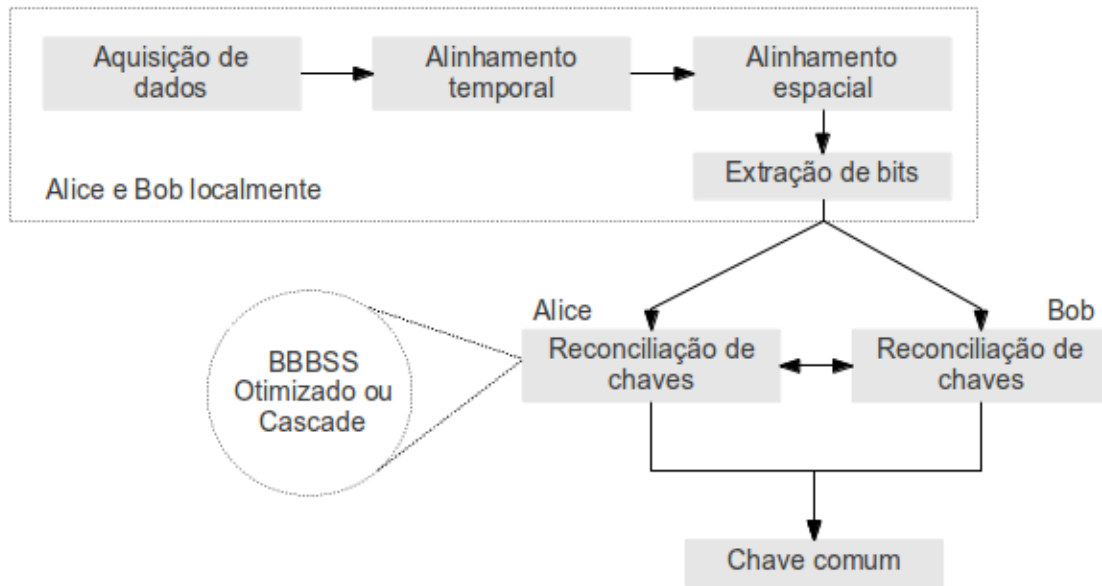 Aquisição de
dados
Alinhamento
temporal
Alinhamento
espacial
Extração de bits
Alice e Bob localmente
Alice
Bob
Reconciliação de
chaves
Reconciliação de
chaves
BBBSS
Otimizado ou
Cascade
Chave comum